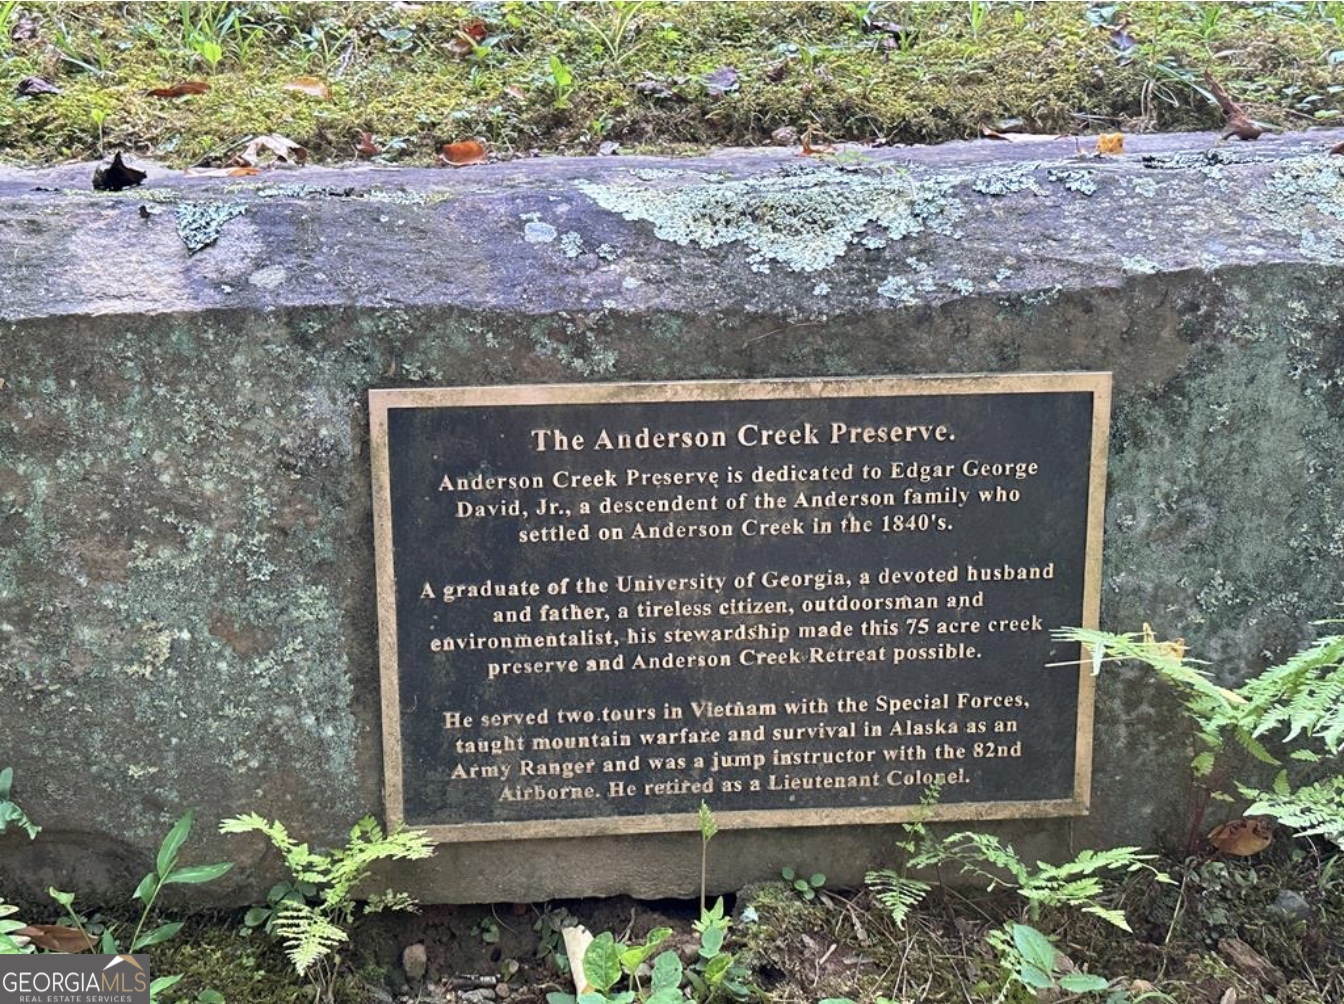 The Anderson Creek Preserve.
Anderson Creek Preserve is dedicated to Edgar George
David, Jr., a descendent of the Anderson family who
settled on Anderson Creek in the 1840's.
A graduate of the University of Georgia, a devoted husband
and father, a tireless citizen, outdoorsman and
environmentalist, his stewardship made this 75 acre creek
preserve and Anderson Creek Retreat possible.
He served two tours in Vietnam with the Special Forces,
taught mountain warfare and survival in Alaska as an
Army Ranger and was a jump instructor with the 82nd
Airborne. He retired as a Lieutenant Colonel.
GEORGIAMLS
REAL ESTATE SERVICES